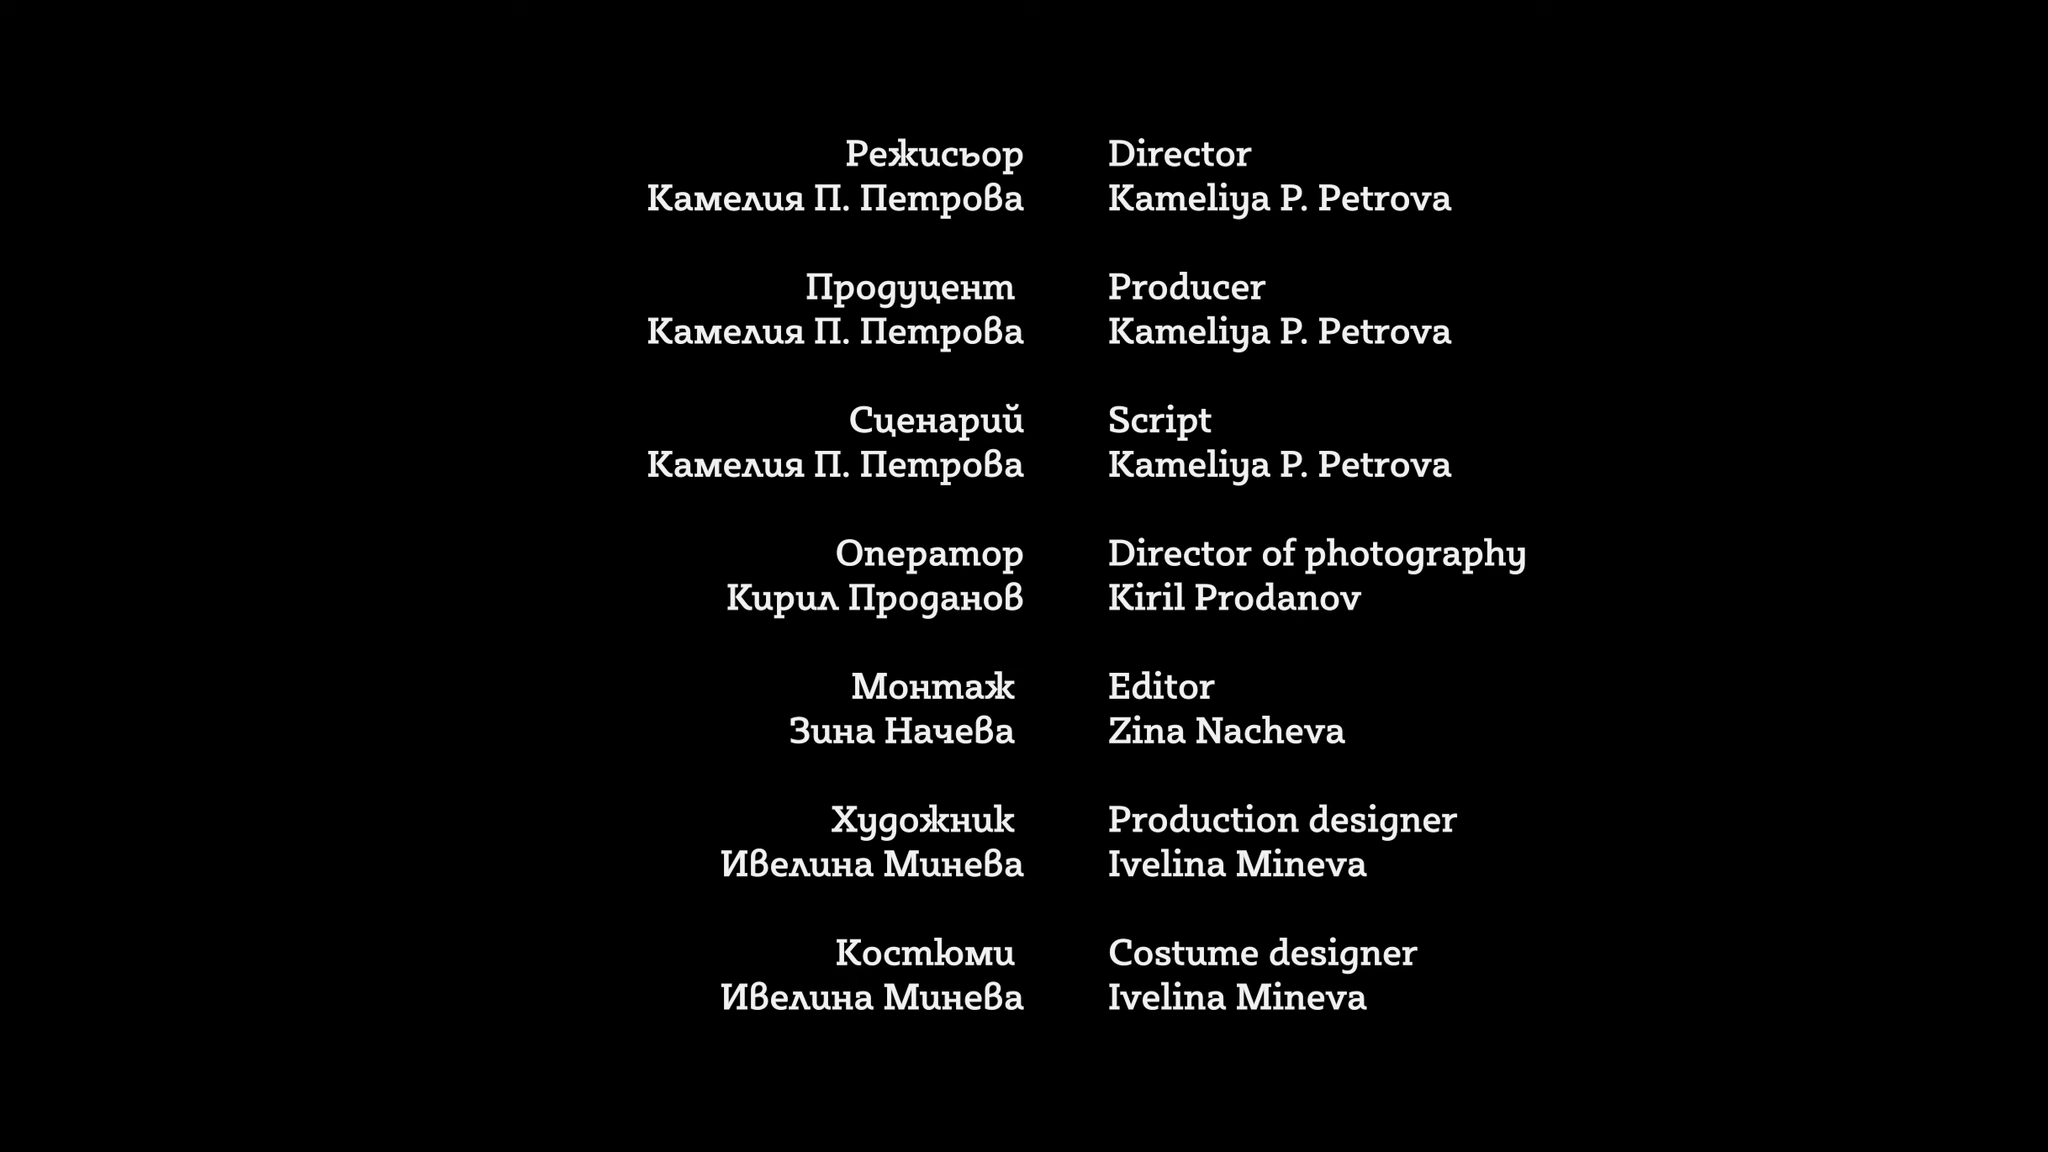 Режисьор
Камелия П. Петрова
Продуцент
Камелия П. Петрова
Сценарий
Камелия П. Петрова
Оператор
Кирил Проданов
Монтаж
Зина Начева
Художник
Ивелина Минева
Костюми
Ивелина Минева
Director
Kameliya P. Petrova
Producer
Kameliya P. Petrova
Script
Kameliya P. Petrova
Director of photography
Kiril Prodanov
Editor
Zina Nacheva
Production designer
Ivelina Mineva
Costume designer
Ivelina Mineva